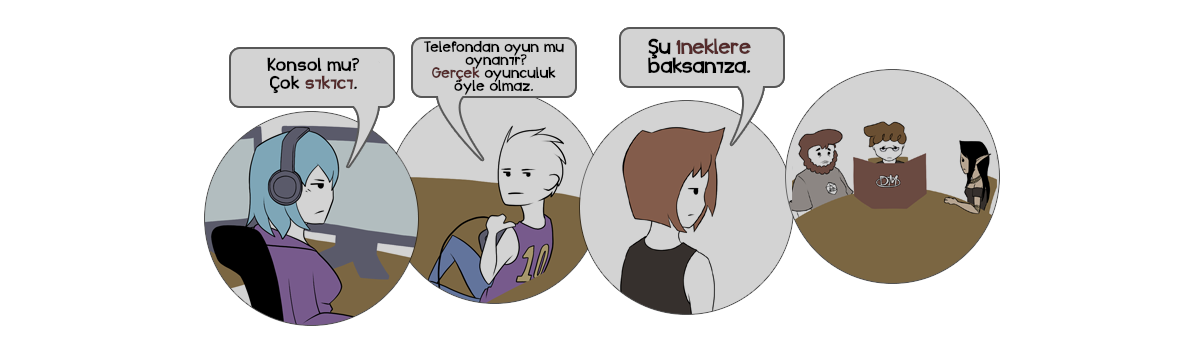 Konsol mu?
Çok sıkıcı.
Telefondan oyun mu
oynanır?
Gerçek oyunculuk
öyle olmaz.
Şu ineklere
baksanıza.
10
DM